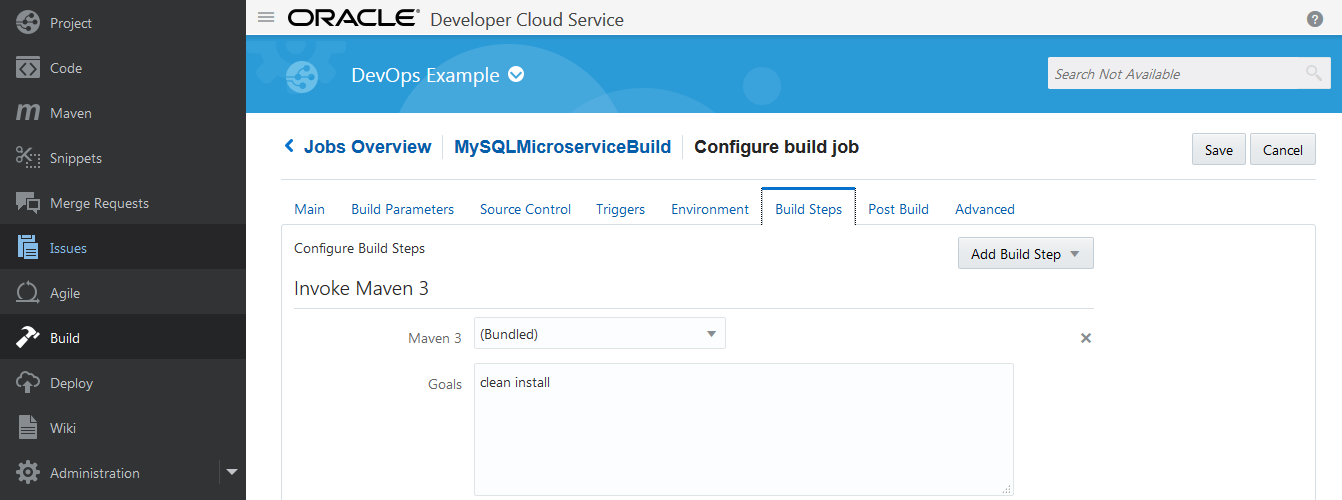 Project
Code
Maven
Snippets
Merge Requests
Issues
Agile
Build
Deploy
Wiki
Administration
ORACLE® Developer Cloud Service
DevOps Example
Search Not Available
Jobs Overview MySQLMicroserviceBuild Configure build job
Save Cancel
Main Build Parameters Source Control Triggers Environment Build Steps Post Build Advanced
Configure Build Steps
Add Build Step
Invoke Maven 3
Maven 3 (Bundled)
Goals clean install